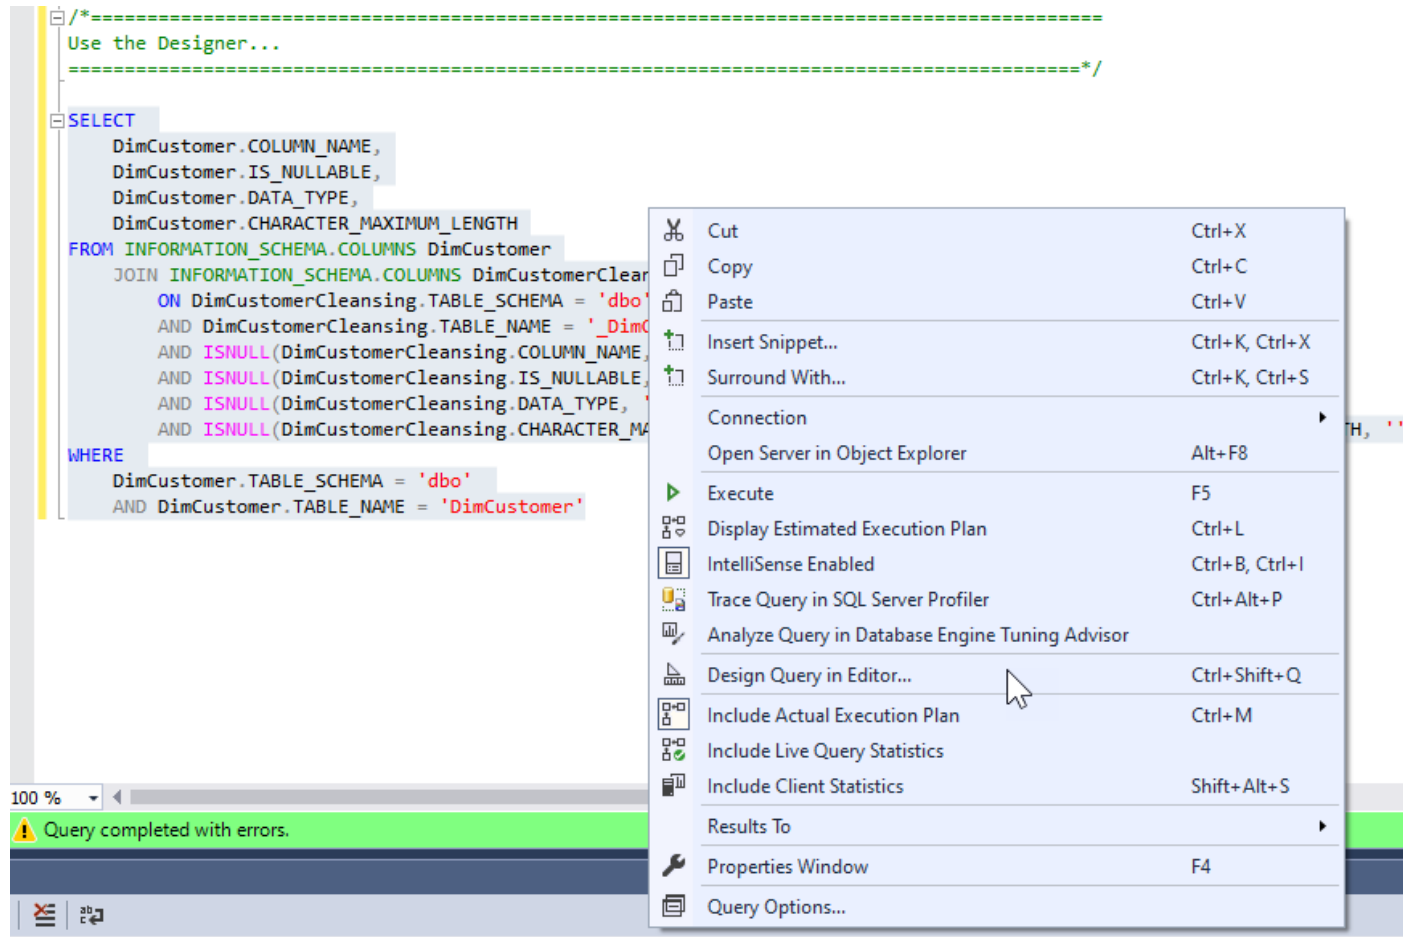 /*==========================================================================================
Use the Designer...
==========================================================================================*/
SELECT
DimCustomer.COLUMN_NAME,
DimCustomer.IS_NULLABLE,
DimCustomer.DATA_TYPE,
DimCustomer.CHARACTER_MAXIMUM_LENGTH
FROM INFORMATION_SCHEMA.COLUMNS DimCustomer
JOIN INFORMATION_SCHEMA.COLUMNS DimCustomerClean
ON DimCustomerCleansing.TABLE_SCHEMA = 'dbo'
AND DimCustomerCleansing.TABLE_NAME = '_DimC
AND ISNULL(DimCustomerCleansing.COLUMN_NAME,
AND ISNULL(DimCustomerCleansing.IS_NULLABLE,
AND ISNULL(DimCustomerCleansing.DATA_TYPE, '
AND ISNULL(DimCustomerCleansing.CHARACTER_MA TH, ''
WHERE
DimCustomer.TABLE_SCHEMA = 'dbo'
AND DimCustomer.TABLE_NAME = 'DimCustomer'
Cut Ctrl+X
Copy Ctrl+C
Paste Ctrl+V
Insert Snippet... Ctrl+K, Ctrl+X
Surround With... Ctrl+K, Ctrl+S
Connection
Open Server in Object Explorer Alt+F8
Execute F5
Display Estimated Execution Plan Ctrl+L
IntelliSense Enabled Ctrl+B, Ctrl+I
Trace Query in SQL Server Profiler Ctrl+Alt+P
Analyze Query in Database Engine Tuning Advisor
Design Query in Editor... Ctrl+Shift+Q
Include Actual Execution Plan Ctrl+M
Include Live Query Statistics
Include Client Statistics Shift+Alt+S
Results To
Properties Window F4
Query Options...
100 %
Query completed with errors.